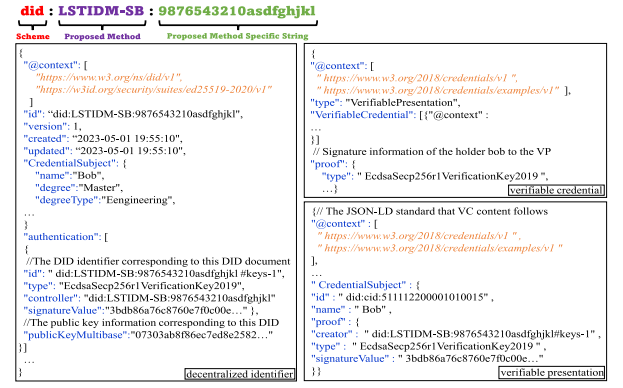 did : LSTIDM-SB : 9876543210asdfghjkl
Scheme Proposed Method Proposed Method Specific String
{
"@context": [
"https://www.w3.org/ns/did/v1",
"https://w3id.org/security/suites/ed25519-2020/v1"
]
"id": “did:LSTIDM-SB:9876543210asdfghjkl",
"version": 1,
"created": “2023-05-01 19:55:10",
"updated": “2023-05-01 19:55:10",
"CredentialSubject": {
"name":"Bob",
"degree":"Master",
"degreeType":"Eengineering",
…
}
"authentication": [
{
//The DID identifier corresponding to this DID document
"id": " did:LSTIDM-SB:9876543210asdfghjkl #keys-1",
"type": "EcdsaSecp256r1VerificationKey2019",
"controller": "did:LSTIDM-SB:9876543210asdfghjkl"
"signatureValue":"3bdb86a76c8760e7f0c00e…" },
//The public key information corresponding to this DID
"publicKeyMultibase":"07303ab8f86ec7ed8e2582…"
}]
…
}
decentralized identifier
{
"@context": [
" https://www.w3.org/2018/credentials/v1 ",
" https://www.w3.org/2018/credentials/examples/v1" ],
"type": "VerifiablePresentation",
"VerifiableCredential": [{"@context" :
…
}]
// Signature information of the holder bob to the VP
"proof": {
"type": " EcdsaSecp256r1VerificationKey2019 ",
…}
verifiable credential
{// The JSON-LD standard that VC content follows
"@context" : [
" https://www.w3.org/2018/credentials/v1 ",
" https://www.w3.org/2018/credentials/examples/v1 "
],
…
" CredentialSubject" : {
"id" : " did:cid:511112200001010015" ,
"name" : " Bob" ,
"proof" : {
"creator" : " did:LSTIDM-SB:9876543210asdfghjkl#keys-1" ,
"type" : " EcdsaSecp256r1VerificationKey2019 " ,
"signatureValue" : " 3bdb86a76c8760e7f0c00e…"
}}
verifiable presentation